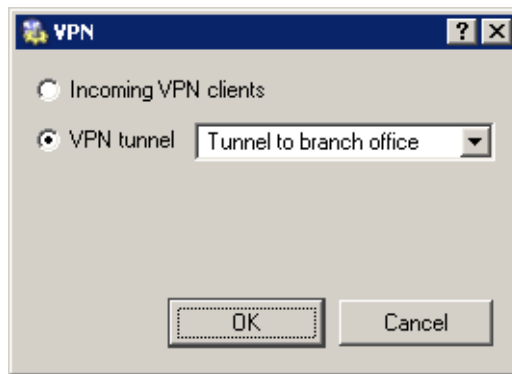 VPN
Incoming VPN clients
VPN tunnel Tunnel to branch office
OK Cancel